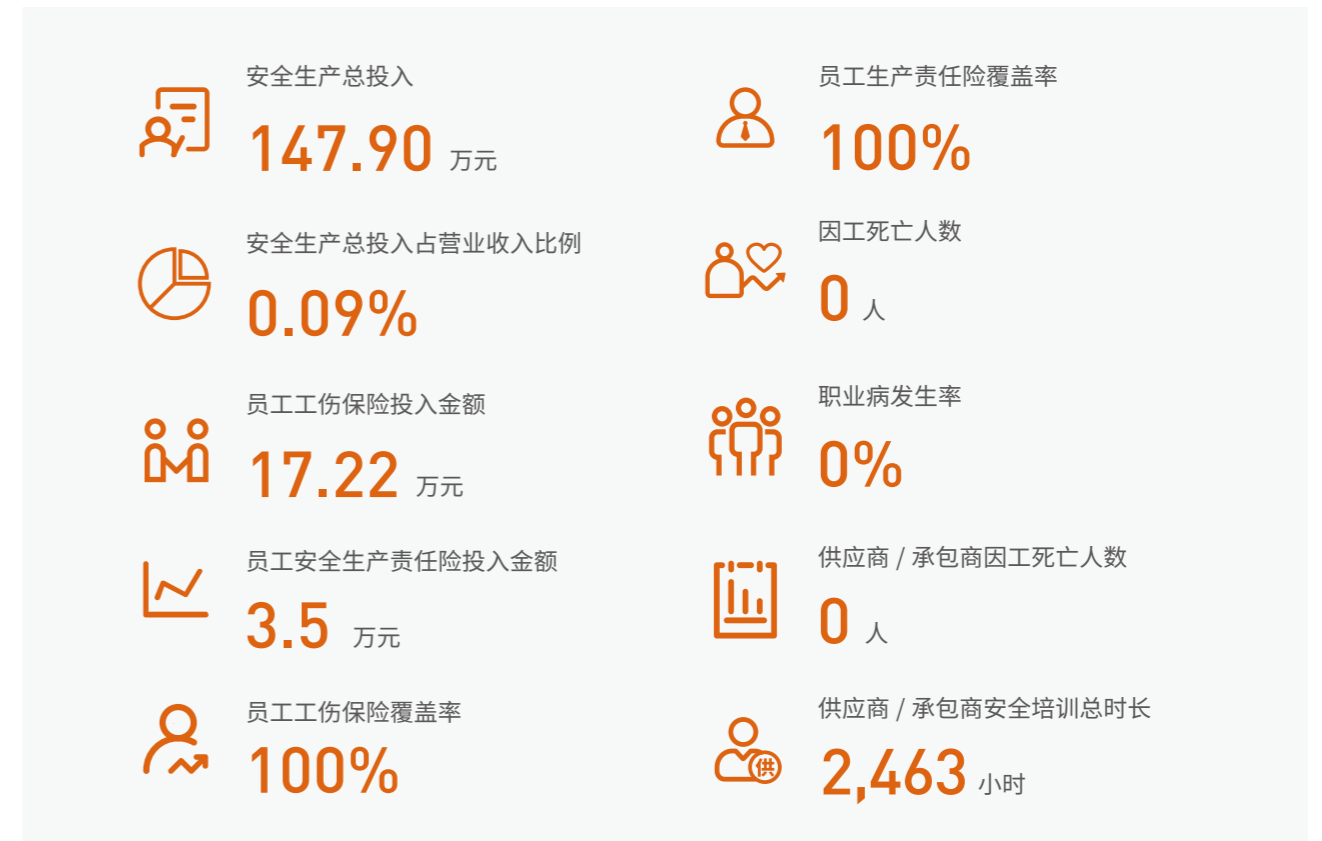 安全生产总投入
147.90 万元
安全生产总投入占营业收入比例
0.09%
员工工伤保险投入金额
17.22 万元
员工安全生产责任险投入金额
3.5 万元
员工工伤保险覆盖率
100%
员工生产责任险覆盖率
100%
因工死亡人数
0 人
职业病发生率
0%
供应商 / 承包商因工死亡人数
0 人
供应商 / 承包商安全培训总时长
供
2,463 小时